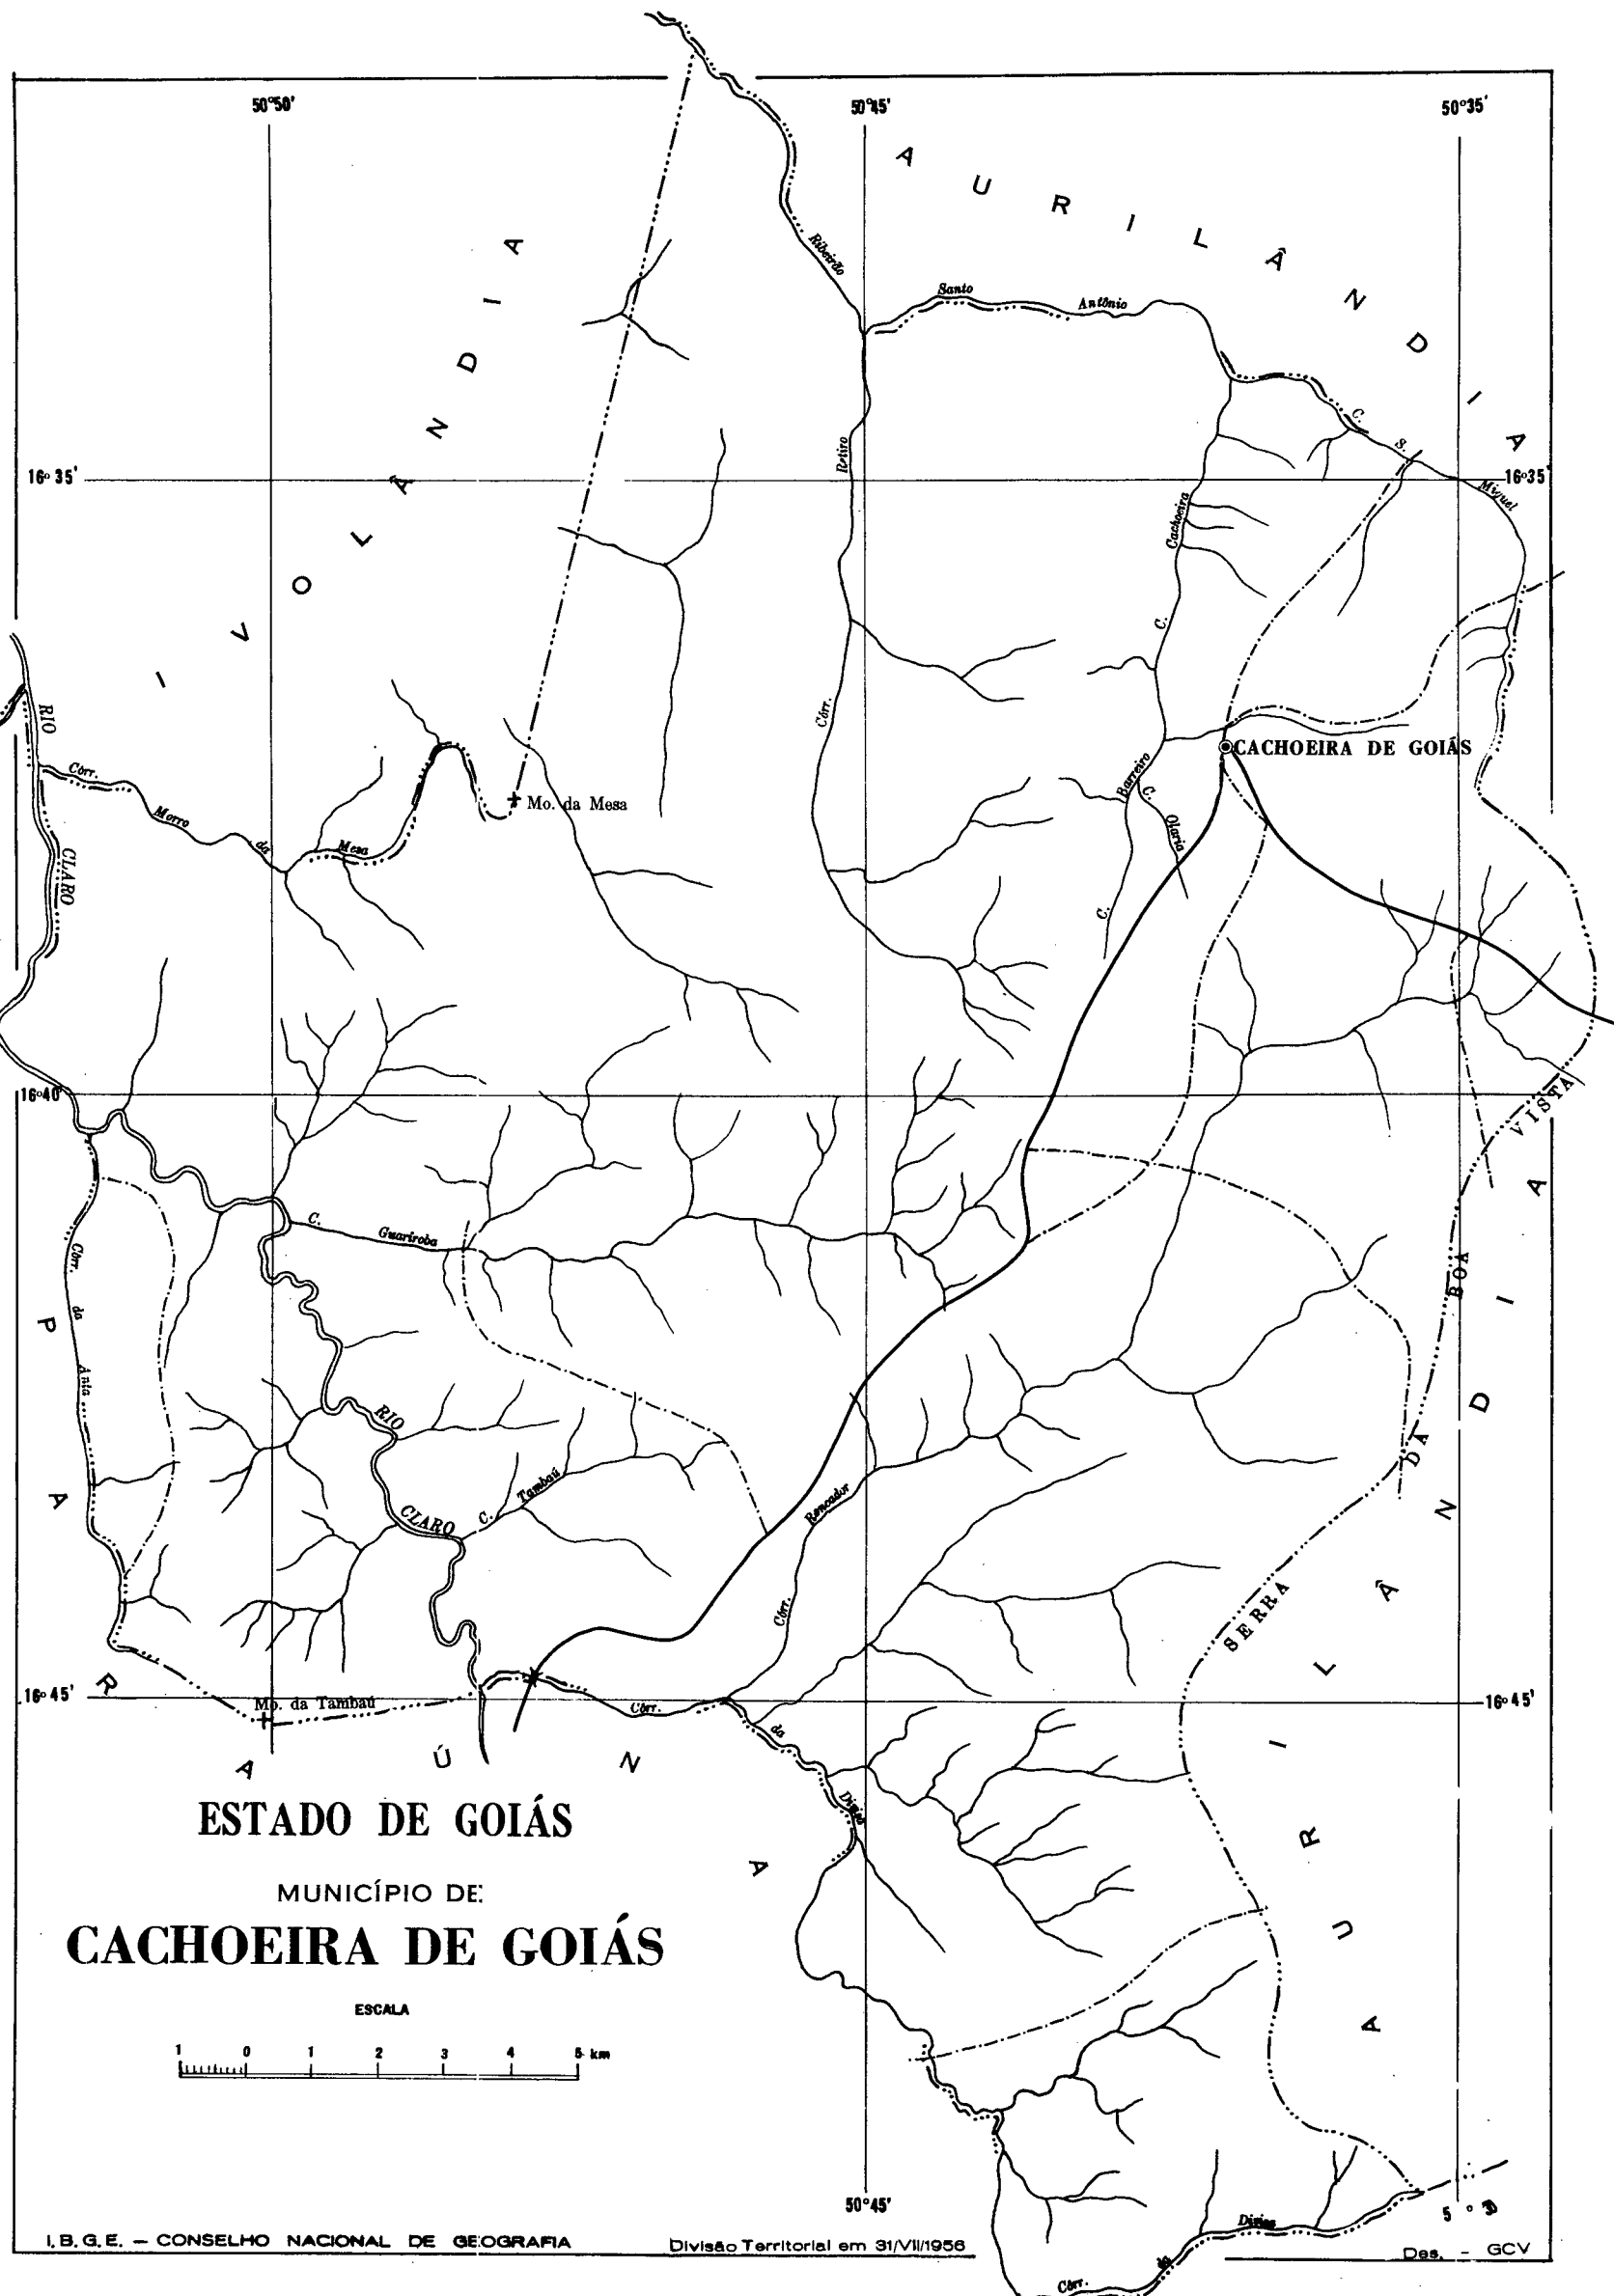 50°50'
50°45'
50°35'
AURILÂNDIA
IVOLÂNDIA
Ribeirão
Santo
Antônio
C.
S.
Miguel
16°35'
16°35'
Retiro
Cachoeira
C.
Córr.
RIO
CLARO
Córr.
Morro
da
Mesa
Mo. da Mesa
CACHOEIRA DE GOIÁS
Barreiro
C.
Olaria
C.
16°40'
SERRA DA BOA VISTA
C.
Guariroba
Córr.
da
Anta
RIO
CLARO
C.
Tambaú
Córr.
Roncador
16°45'
16°45'
Mo. da Tambaú
Córr.
da
Divisa
PARAÚNA
AURILÂNDIA
ESTADO DE GOIÁS
MUNICÍPIO DE:
CACHOEIRA DE GOIÁS
ESCALA
1 0 1 2 3 4 5 km
50°45'
Córr.
da
Divisa
I.B.G.E. — CONSELHO NACIONAL DE GEOGRAFIA
Divisão Territorial em 31/VII/1956
Des. - GCV